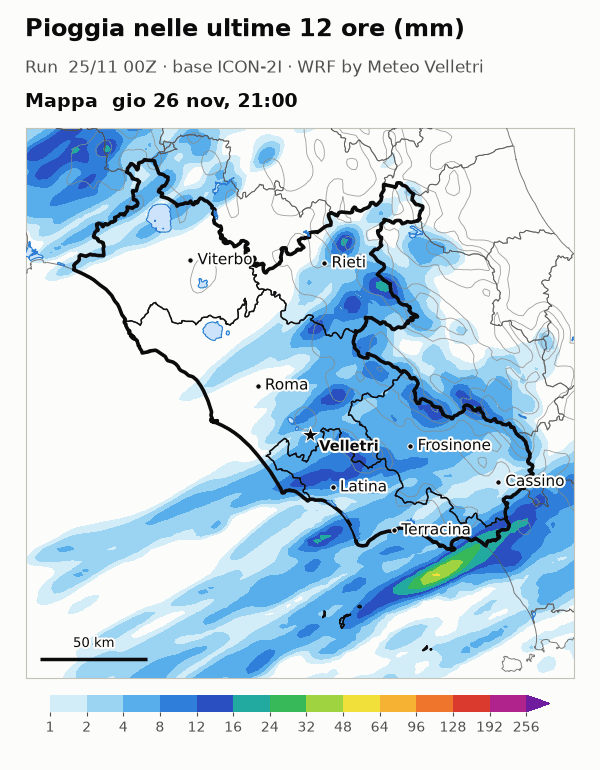 Pioggia nelle ultime 12 ore (mm)
Run 25/11 00Z · base ICON-2I · WRF by Meteo Velletri
Mappa gio 26 nov, 21:00
Viterbo
Rieti
Roma
Velletri
Frosinone
Latina
Cassino
Terracina
50 km
1 2 4 8 12 16 24 32 48 64 96 128 192 256